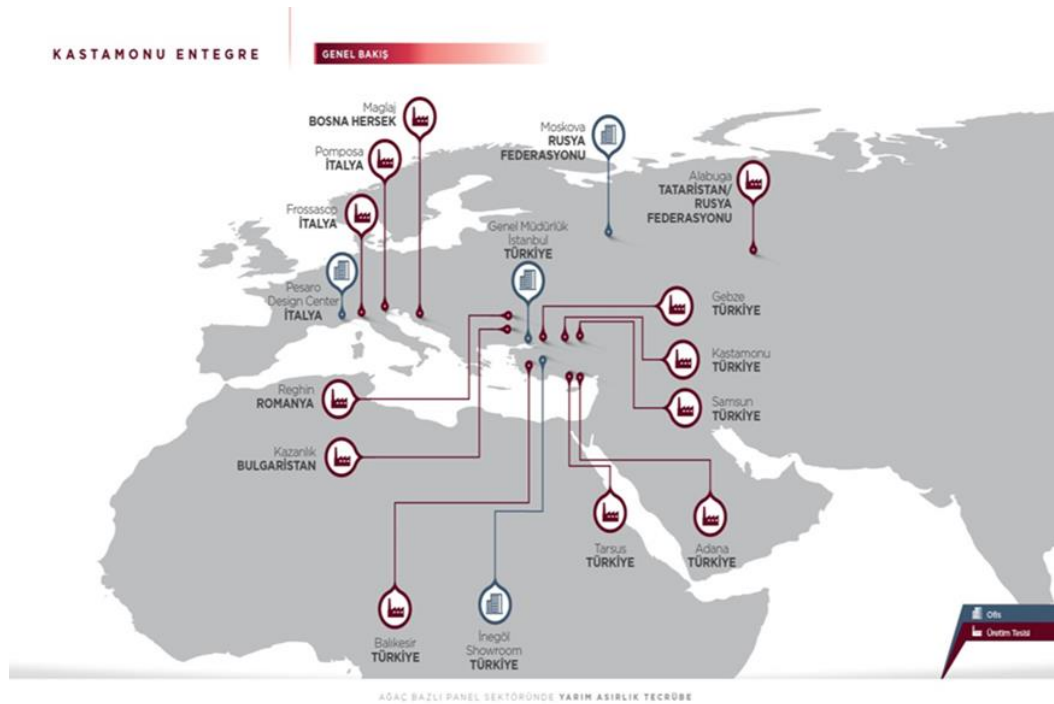 KASTAMONU ENTEGRE
GENEL BAKIŞ
Maglaj
BOSNA HERSEK
Pomposa
İTALYA
Frossasco
İTALYA
Pesaro
Design Center
İTALYA
Moskova
RUSYA
FEDERASYONU
Alabuga
TATARİSTAN/
RUSYA
FEDERASYONU
Genel Müdürlük
İstanbul
TÜRKİYE
Gebze
TÜRKİYE
Kastamonu
TÜRKİYE
Samsun
TÜRKİYE
Reghin
ROMANYA
Kazanlık
BULGARİSTAN
Tarsus
TÜRKİYE
Adana
TÜRKİYE
Balıkesir
TÜRKİYE
İnegöl
Showroom
TÜRKİYE
Ofis
Üretim Tesisi
AĞAÇ BAZLI PANEL SEKTÖRÜNDE YARIM ASIRLIK TECRÜBE